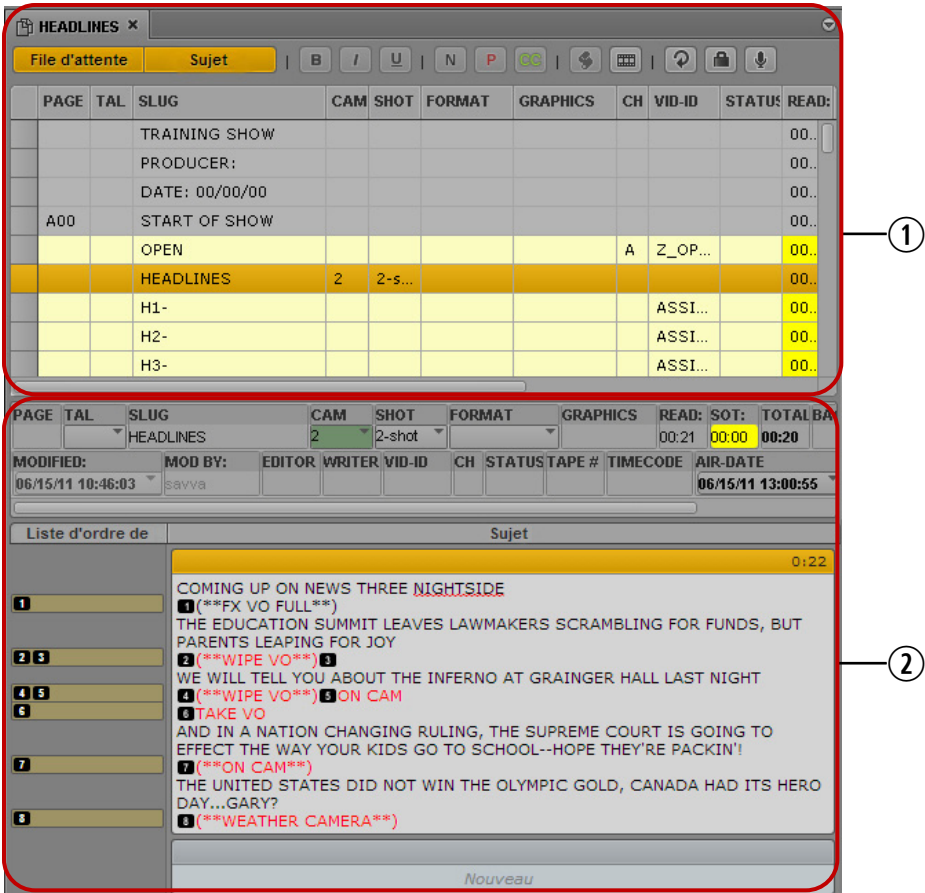 HEADLINES ×
File d'attente Sujet | B I U | N P CC |
PAGE TAL SLUG CAM SHOT FORMAT GRAPHICS CH VID-ID STATUS READ:
TRAINING SHOW 00..
PRODUCER: 00..
DATE: 00/00/00 00..
A00 START OF SHOW 00..
OPEN A Z_OP... 00..
HEADLINES 2 2-s... 00..
H1- ASSI... 00..
H2- ASSI... 00..
H3- ASSI... 00..
1
PAGE TAL SLUG CAM SHOT FORMAT GRAPHICS READ: SOT: TOTAL BA
HEADLINES 2 2-shot 00:21 00:00 00:20
MODIFIED: MOD BY: EDITOR WRITER VID-ID CH STATUS TAPE # TIMECODE AIR-DATE
06/15/11 10:46:03 savva 06/15/11 13:00:55
Liste d'ordre de Sujet
0:22
COMING UP ON NEWS THREE NIGHTSIDE
1 1(**FX VO FULL**)
THE EDUCATION SUMMIT LEAVES LAWMAKERS SCRAMBLING FOR FUNDS, BUT
PARENTS LEAPING FOR JOY
2 3 2(**WIPE VO**)3
2
WE WILL TELL YOU ABOUT THE INFERNO AT GRAINGER HALL LAST NIGHT
4 5 4(**WIPE VO**)5ON CAM
6 6TAKE VO
AND IN A NATION CHANGING RULING, THE SUPREME COURT IS GOING TO
EFFECT THE WAY YOUR KIDS GO TO SCHOOL--HOPE THEY'RE PACKIN'!
7 7(**ON CAM**)
THE UNITED STATES DID NOT WIN THE OLYMPIC GOLD, CANADA HAD ITS HERO
DAY...GARY?
8 8(**WEATHER CAMERA**)
Nouveau